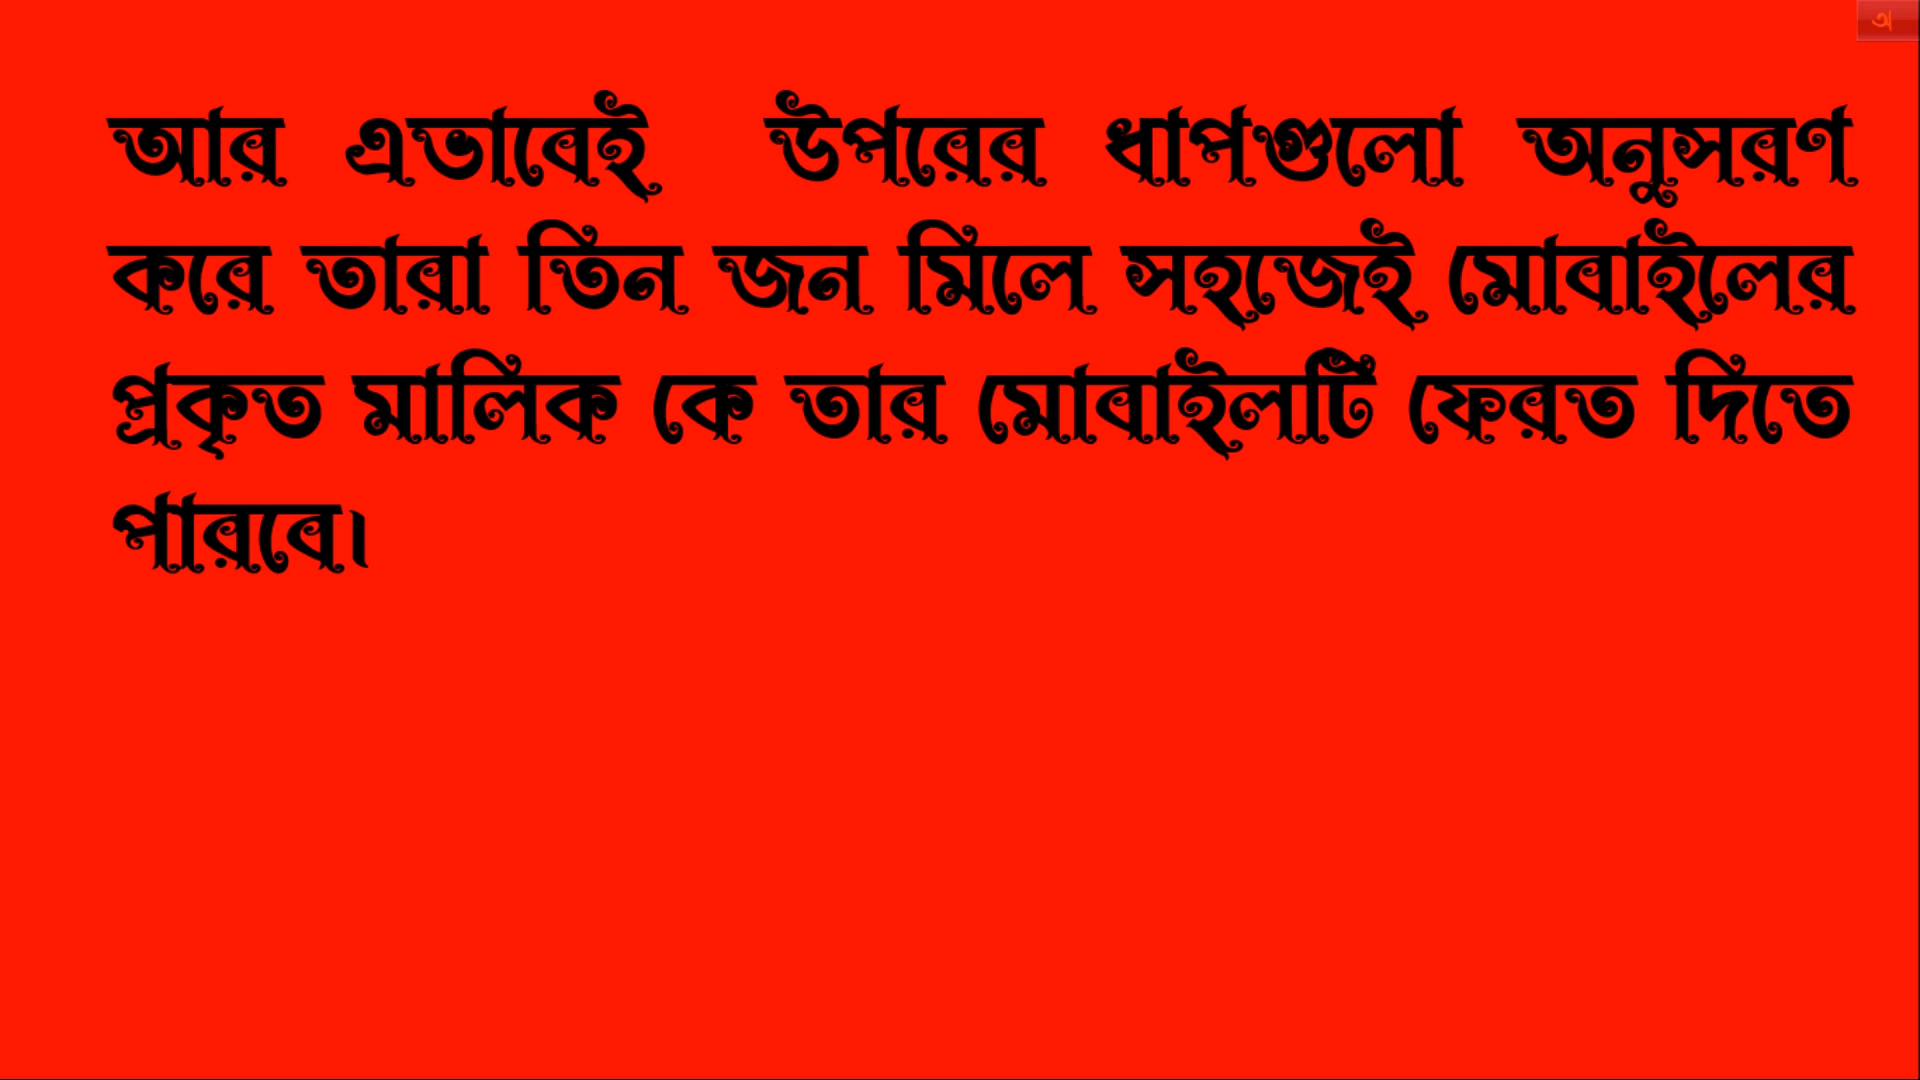 অ
আর এভাবেই উপরের ধাপগুলো অনুসরণ
করে তারা তিন জন মিলে সহজেই মোবাইলের
প্রকৃত মালিক কে তার মোবাইলটি ফেরত দিতে
পারবে।